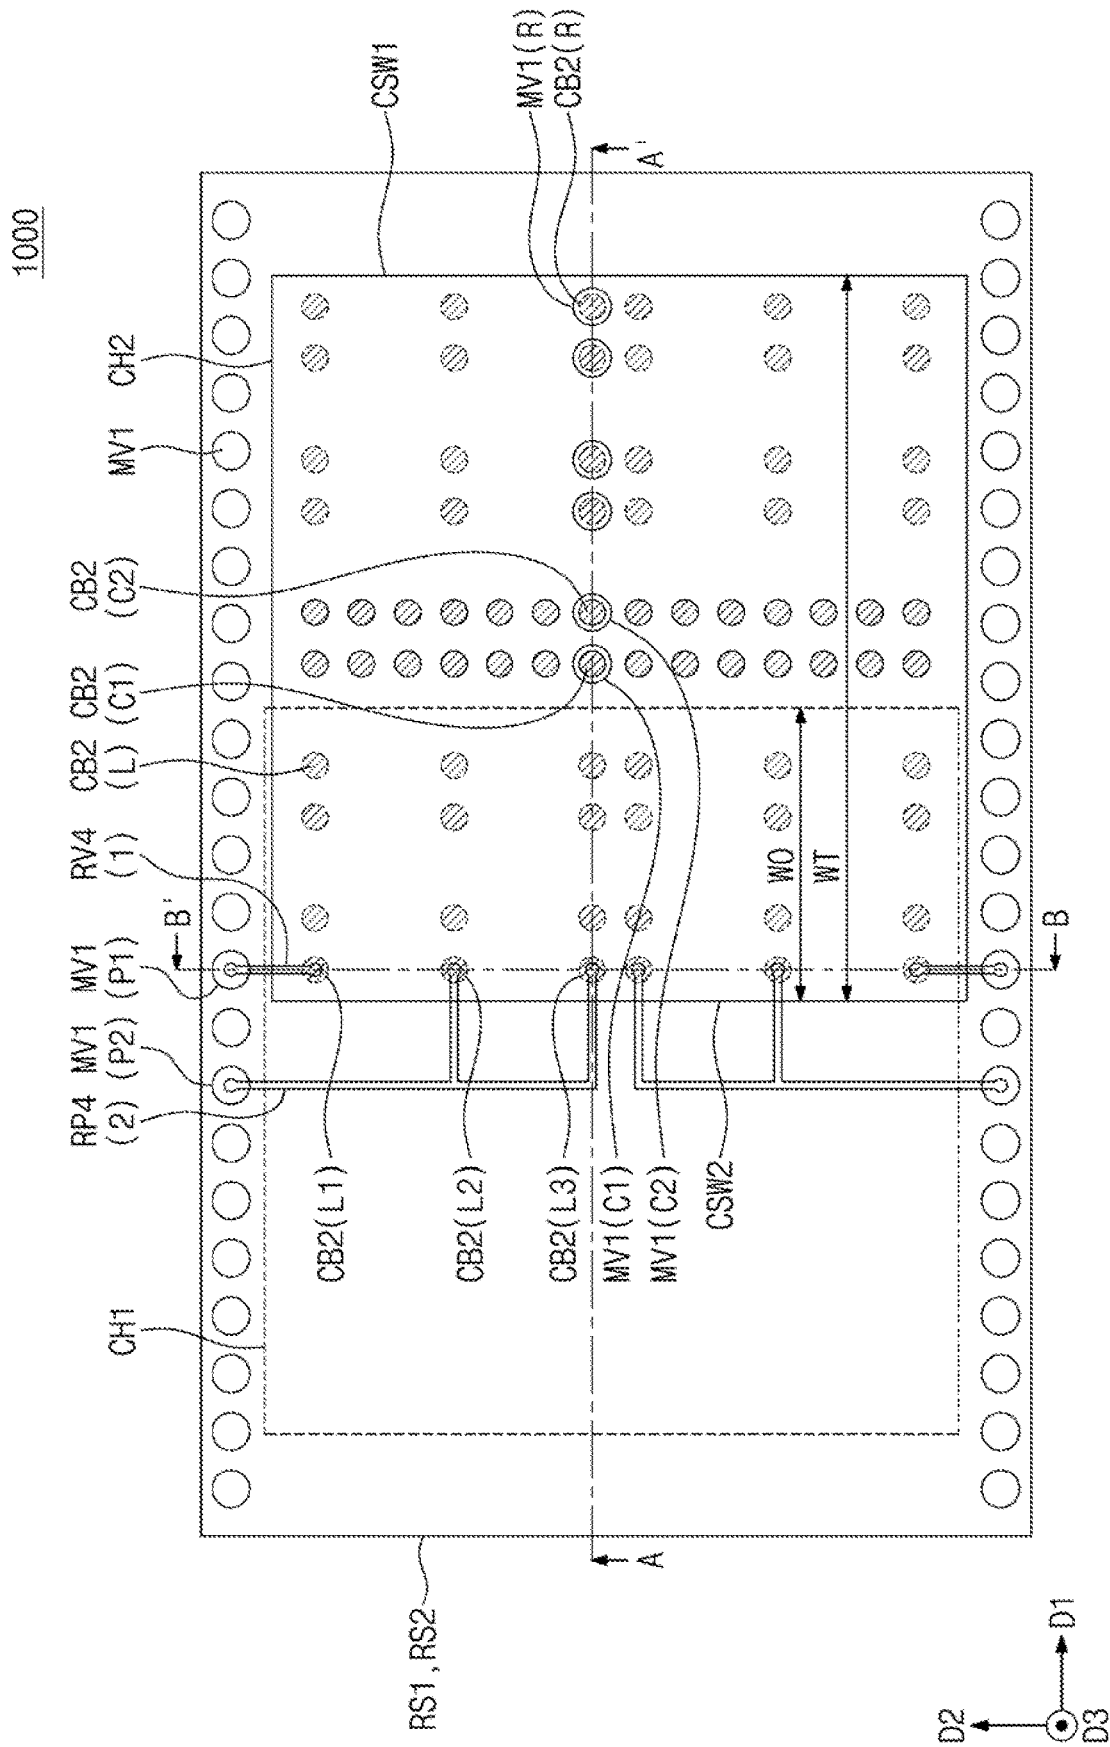 1000
RP4
(2)
MV1
(P2)
MV1
(P1)
RV4
(1)
CB2
(L)
CB2
(C1)
CB2
(C2)
MV1
CH2
CSW1
MV1(R)
CB2(R)
B'
B
A'
A
WO
WT
CH1
CB2(L1)
CB2(L2)
CB2(L3)
MV1(C1)
MV1(C2)
CSW2
RS1,RS2
D2
D1
D3